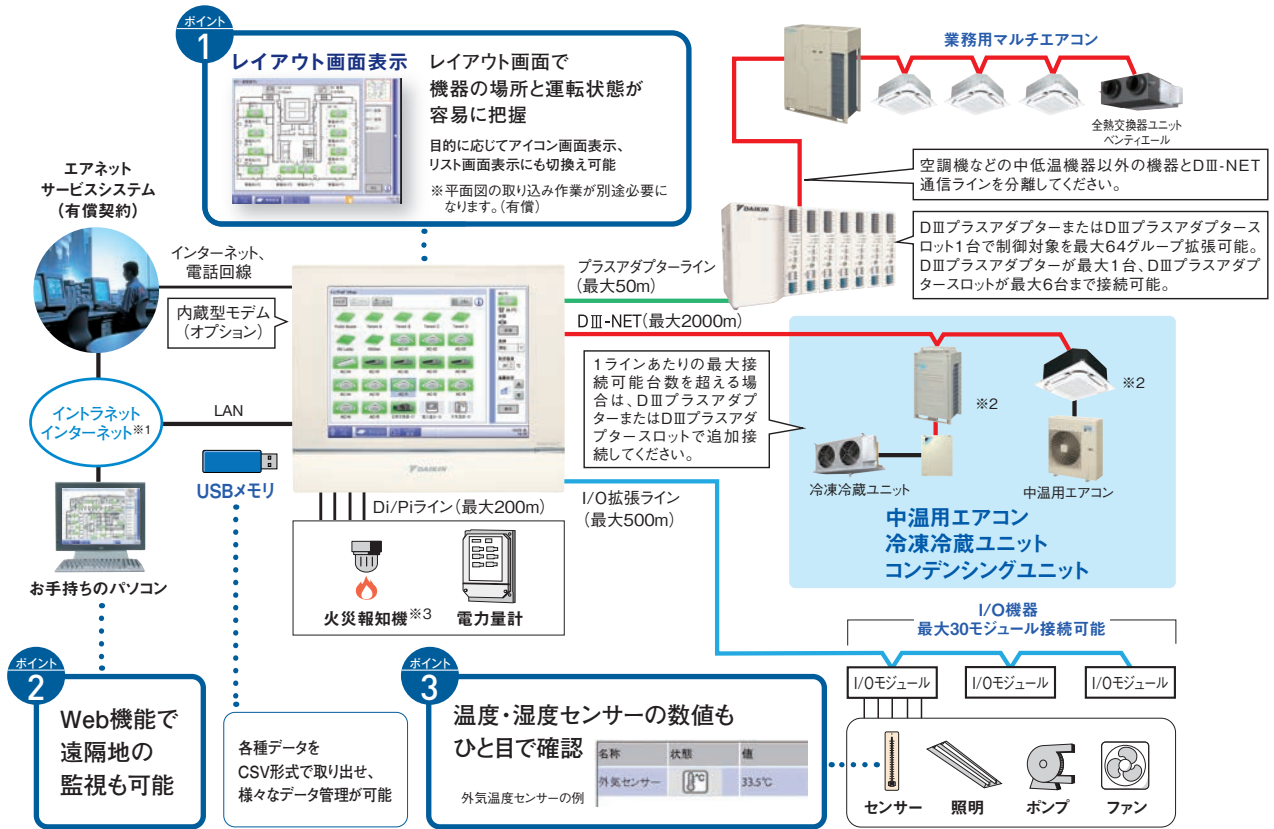 ポイント
1
レイアウト画面表示
レイアウト画面で
機器の場所と運転状態が
容易に把握
目的に応じてアイコン画面表示、
リスト画面表示にも切換え可能
※平面図の取り込み作業が別途必要に
なります。(有償)
業務用マルチエアコン
全熱交換器ユニット
ベンティエール
空調機などの中低温機器以外の機器とDⅢ-NET
通信ラインを分離してください。
DⅢプラスアダプターまたはDⅢプラスアダプタース
ロット1台で制御対象を最大64グループ拡張可能。
DⅢプラスアダプターが最大1台、DⅢプラスアダプ
タースロットが最大6台まで接続可能。
DAIKIN
エアネット
サービスシステム
(有償契約)
インターネット、
電話回線
内蔵型モデム
(オプション)
イントラネット
インターネット※1
LAN
USBメモリ
お手持ちのパソコン
プラスアダプターライン
(最大50m)
DⅢ-NET(最大2000m)
1ラインあたりの最大接
続可能台数を超える場
合は、DⅢプラスアダプ
ターまたはDⅢプラスアダ
プタースロットで追加接
続してください。
DAIKIN
※2
※2
冷凍冷蔵ユニット
中温用エアコン
中温用エアコン
冷凍冷蔵ユニット
コンデンシングユニット
Di/Piライン(最大200m)
I/O拡張ライン
(最大500m)
火災報知機※3
電力量計
I/O機器
最大30モジュール接続可能
I/Oモジュール
I/Oモジュール
I/Oモジュール
センサー
照明
ポンプ
ファン
ポイント
2
Web機能で
遠隔地の
監視も可能
各種データを
CSV形式で取り出せ、
様々なデータ管理が可能
ポイント
3
温度・湿度センサーの数値も
ひと目で確認
外気温度センサーの例
名称 状態 値
外気センサー ℃ 33.5℃